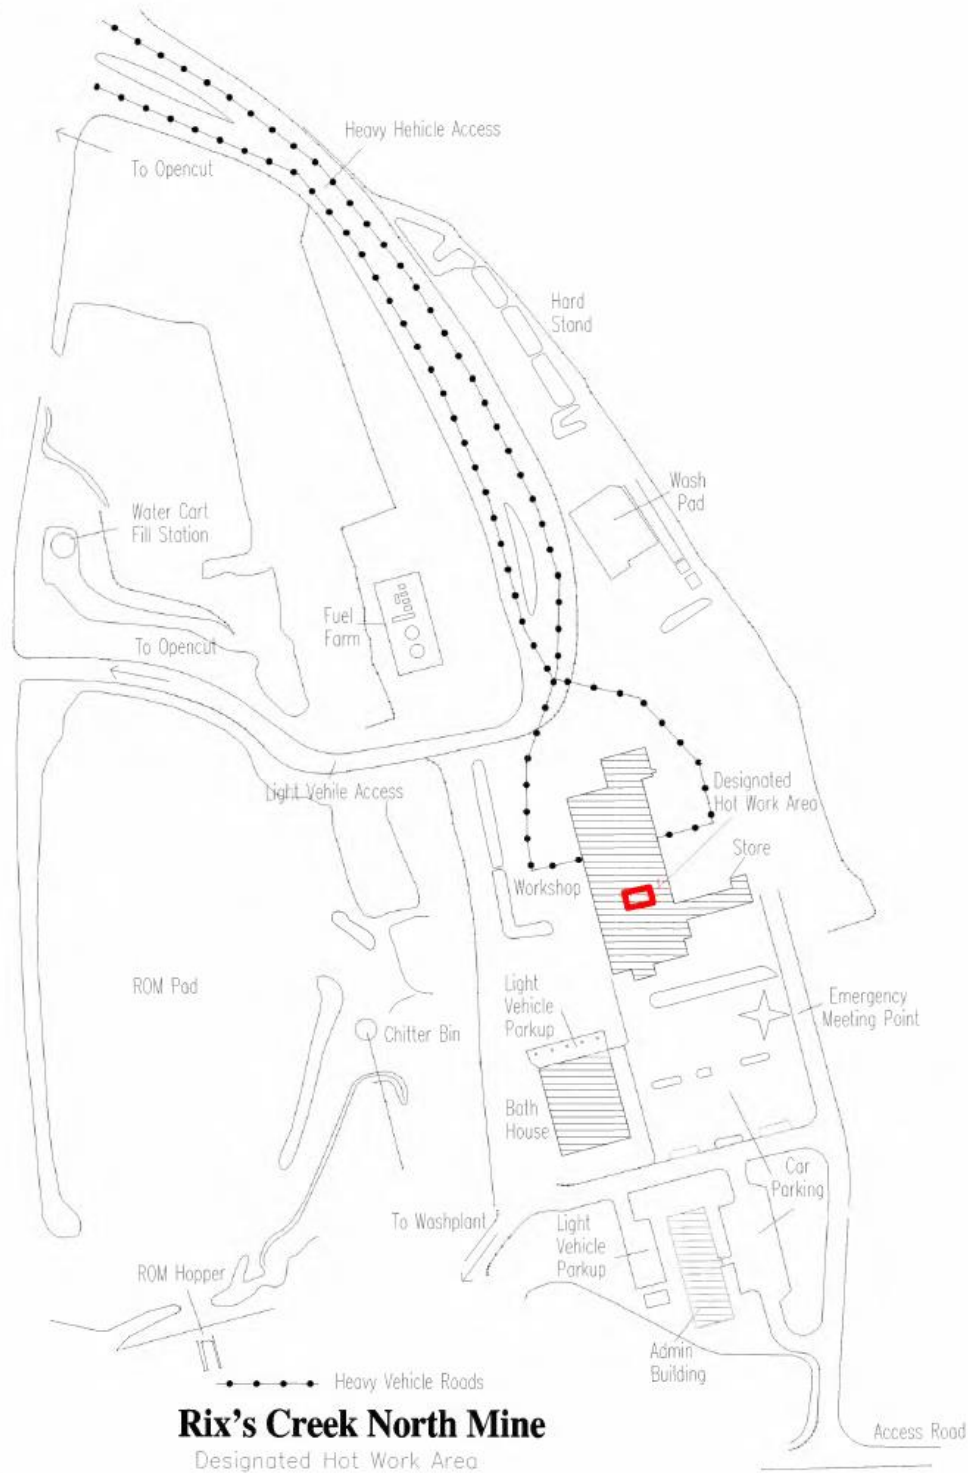 Heavy Hehicle Access
To Opencut
Hard
Stand
Wash
Pad
Water Cart
Fill Station
Fuel
Farm
To Opencut
Designated
Hot Work Area
Light Vehile Access
Store
Workshop
ROM Pad
Light
Vehicle
Parkup
Emergency
Meeting Point
Chitter Bin
Bath
House
Car
Parking
To Washplant
Light
Vehicle
Parkup
ROM Hopper
Admin
Building
Heavy Vehicle Roads
Rix's Creek North Mine
Access Road
Designated Hot Work Area